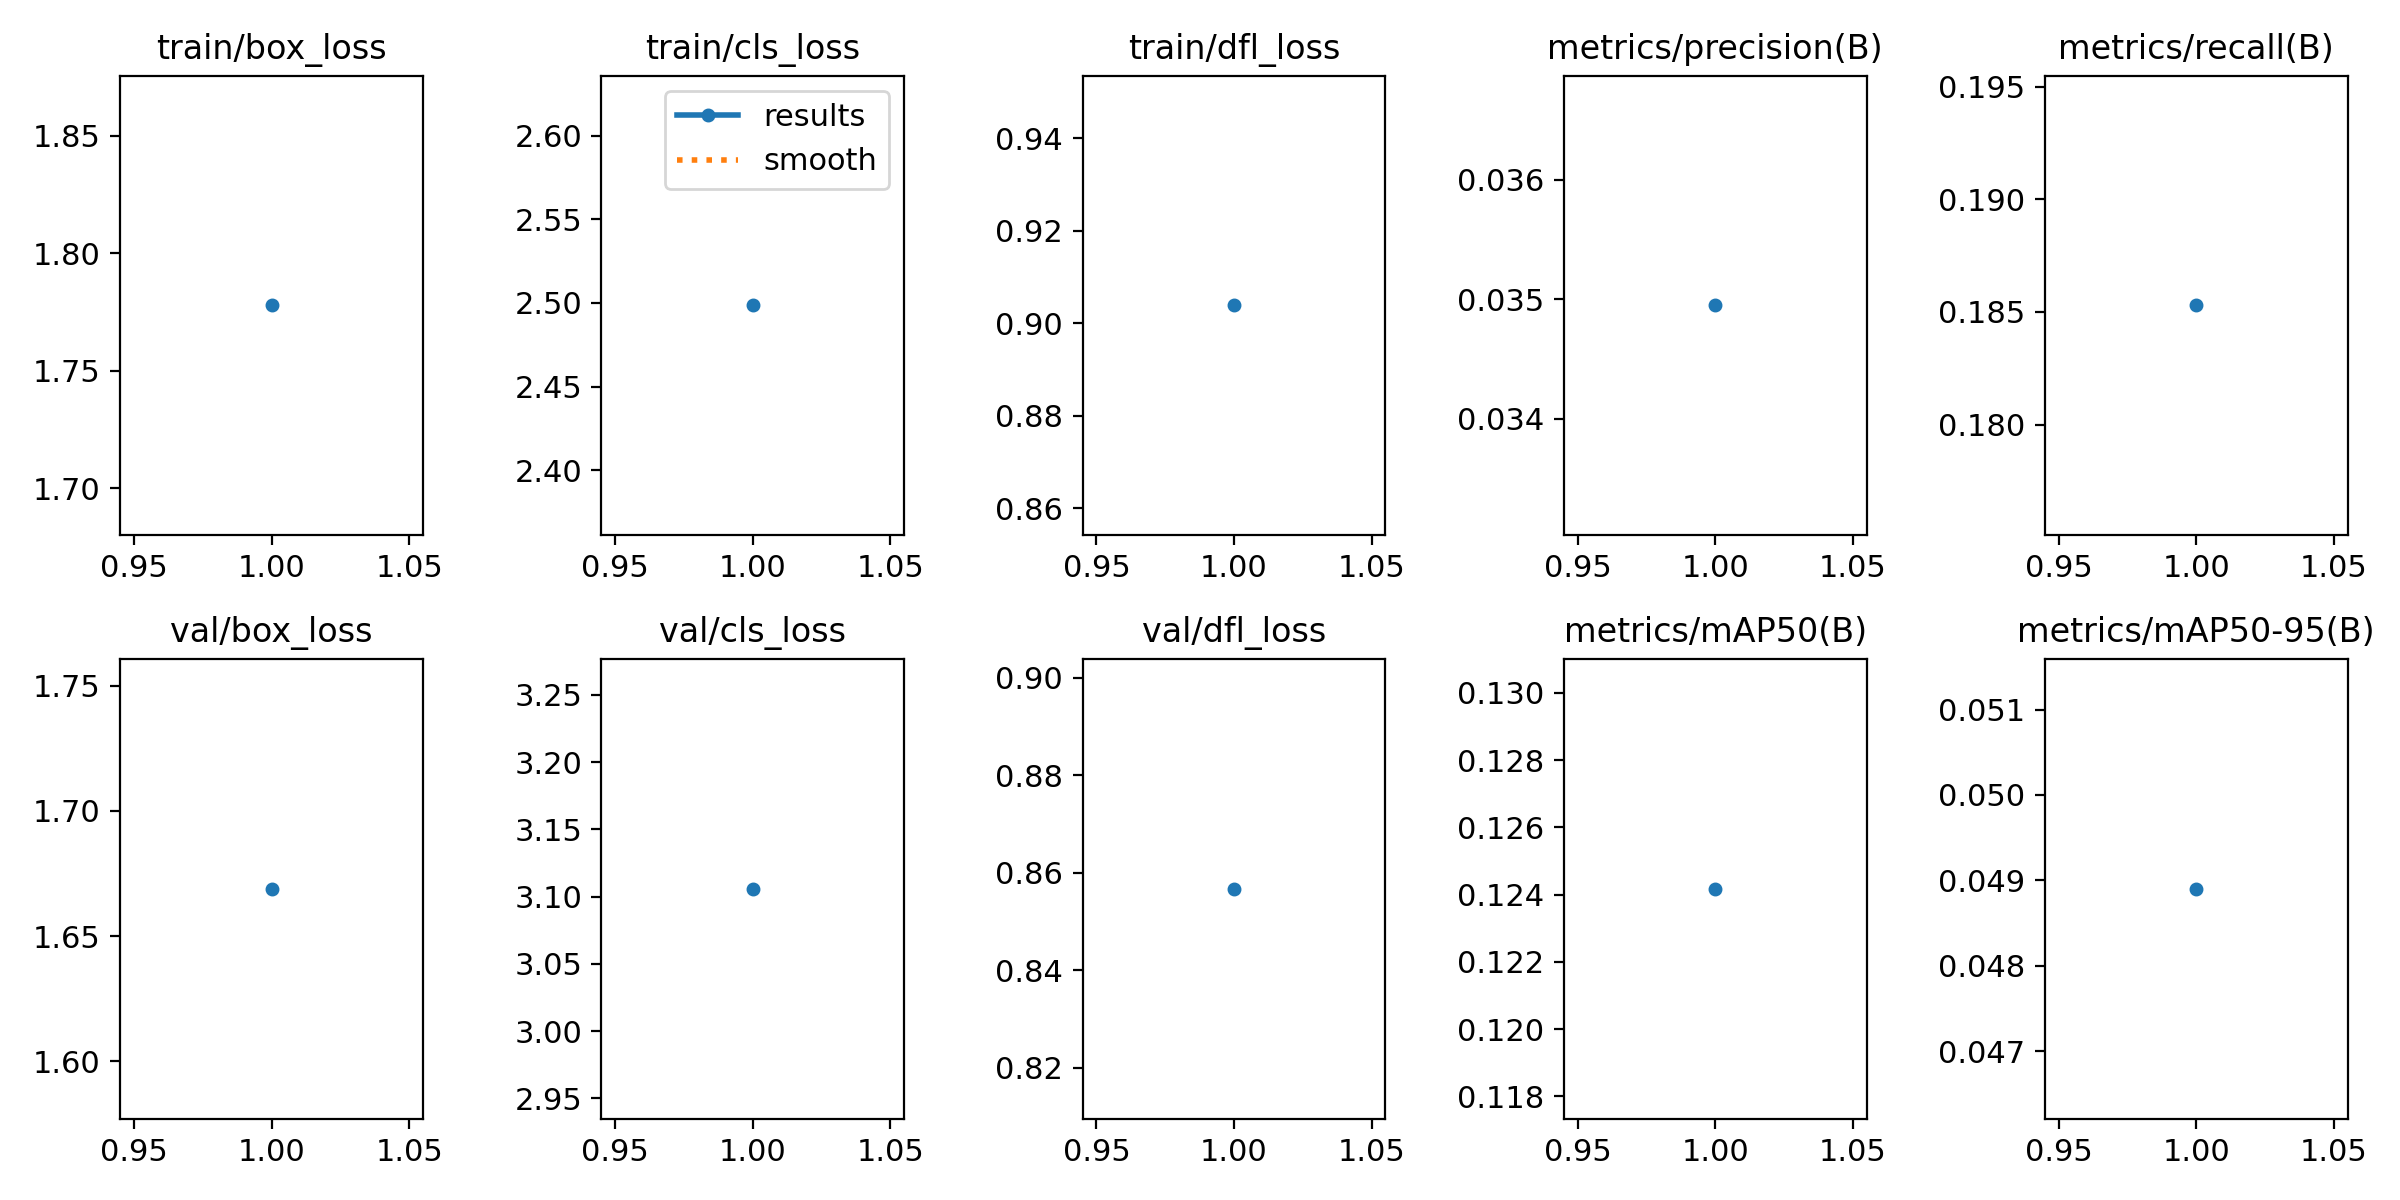 train/box_loss
1.85
1.80
1.75
1.70
0.95 1.00 1.05
train/cls_loss
results
smooth
2.60
2.55
2.50
2.45
2.40
0.95 1.00 1.05
train/dfl_loss
0.94
0.92
0.90
0.88
0.86
0.95 1.00 1.05
metrics/precision(B)
0.036
0.035
0.034
0.95 1.00 1.05
metrics/recall(B)
0.195
0.190
0.185
0.180
0.95 1.00 1.05
val/box_loss
1.75
1.70
1.65
1.60
0.95 1.00 1.05
val/cls_loss
3.25
3.20
3.15
3.10
3.05
3.00
2.95
0.95 1.00 1.05
val/dfl_loss
0.90
0.88
0.86
0.84
0.82
0.95 1.00 1.05
metrics/mAP50(B)
0.130
0.128
0.126
0.124
0.122
0.120
0.118
0.95 1.00 1.05
metrics/mAP50-95(B)
0.051
0.050
0.049
0.048
0.047
0.95 1.00 1.05